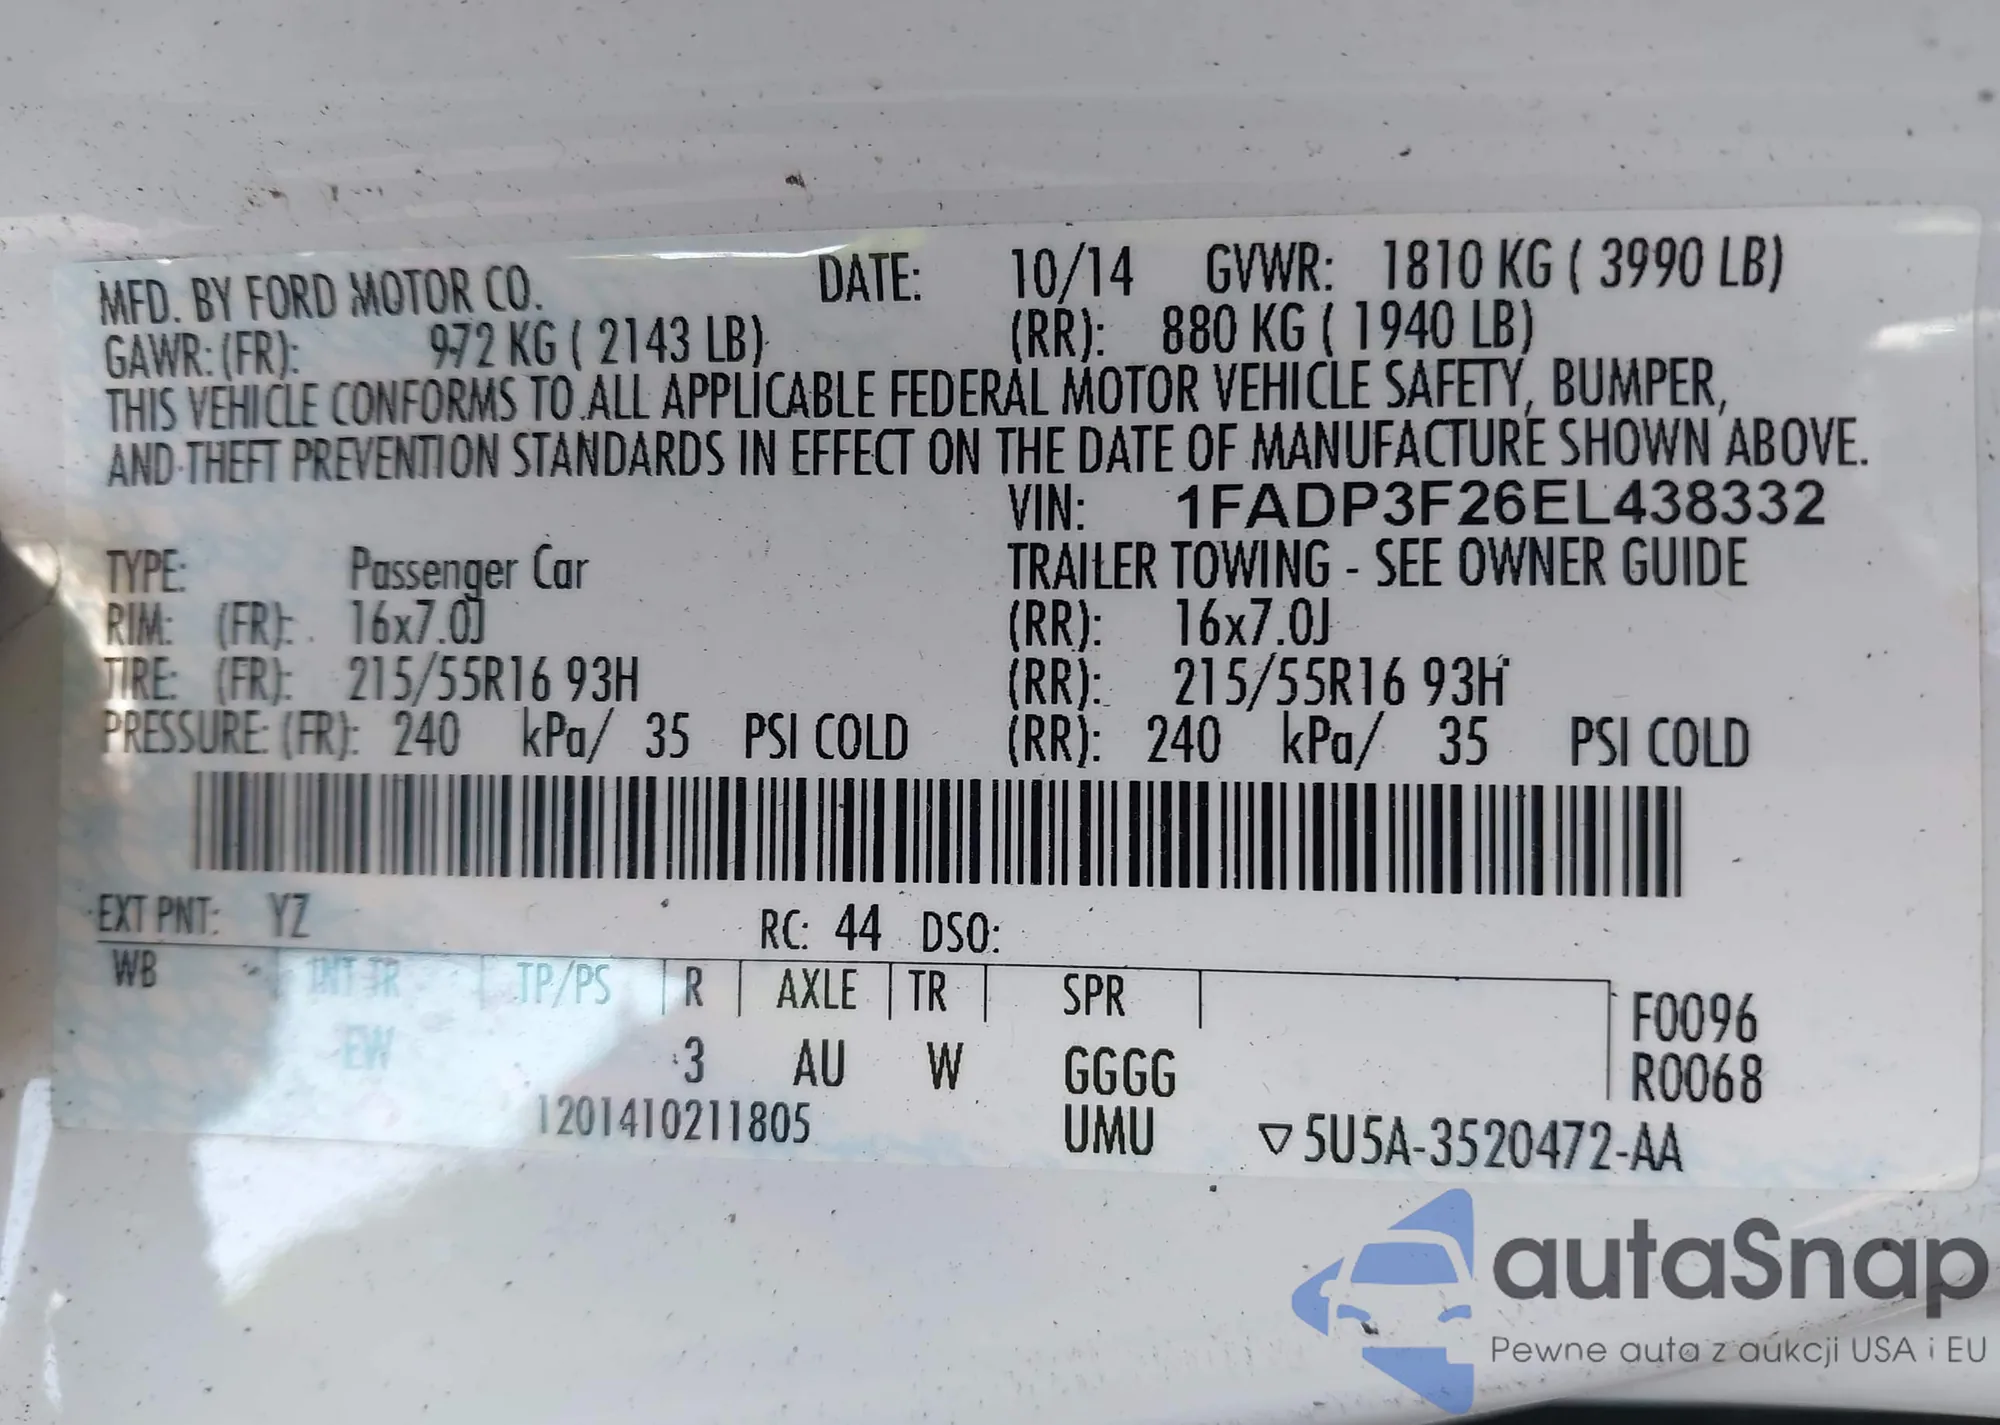 MFD. BY FORD MOTOR CO. DATE: 10/14 GVWR: 1810 KG ( 3990 LB)
GAWR: (FR): 972 KG ( 2143 LB) (RR): 880 KG ( 1940 LB)
THIS VEHICLE CONFORMS TO ALL APPLICABLE FEDERAL MOTOR VEHICLE SAFETY, BUMPER,
AND THEFT PREVENTION STANDARDS IN EFFECT ON THE DATE OF MANUFACTURE SHOWN ABOVE.
VIN: 1FADP3F26EL438332
TYPE: Passenger Car TRAILER TOWING - SEE OWNER GUIDE
RIM: (FR): 16x7.0J (RR): 16x7.0J
TIRE: (FR): 215/55R16 93H (RR): 215/55R16 93H
PRESSURE: (FR): 240 kPa/ 35 PSI COLD (RR): 240 kPa/ 35 PSI COLD
EXT PNT: YZ RC: 44 DSO:
WB INT TR TP/PS R AXLE TR SPR F0096
EW 3 AU W GGGG R0068
1201410211805 UMU ▽5U5A-3520472-AA
autaSnap
Pewne auta z aukcji USA i EU